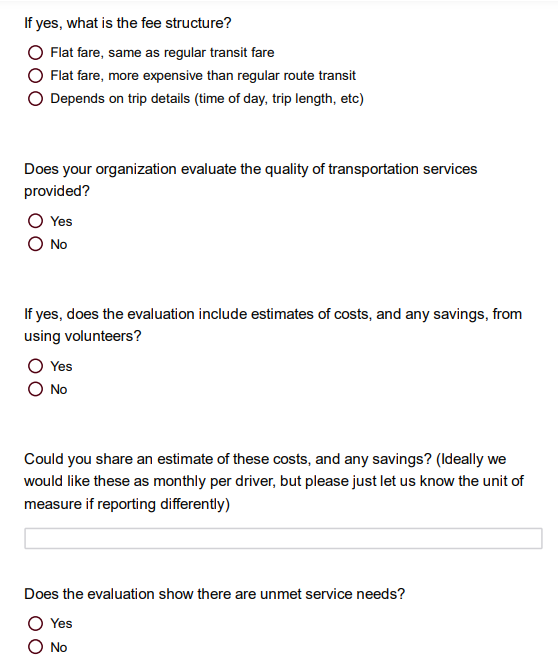 If yes, what is the fee structure?
Flat fare, same as regular transit fare
Flat fare, more expensive than regular route transit
Depends on trip details (time of day, trip length, etc)
Does your organization evaluate the quality of transportation services
provided?
Yes
No
If yes, does the evaluation include estimates of costs, and any savings, from
using volunteers?
Yes
No
Could you share an estimate of these costs, and any savings? (Ideally we
would like these as monthly per driver, but please just let us know the unit of
measure if reporting differently)
Does the evaluation show there are unmet service needs?
Yes
No